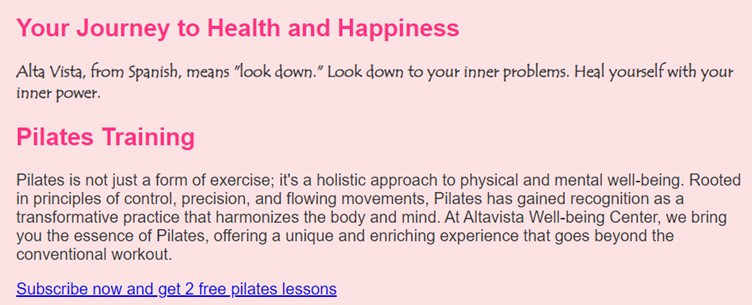 Your Journey to Health and Happiness
Alta Vista, from Spanish, means "look down." Look down to your inner problems. Heal yourself with your
inner power.
Pilates Training
Pilates is not just a form of exercise; it's a holistic approach to physical and mental well-being. Rooted
in principles of control, precision, and flowing movements, Pilates has gained recognition as a
transformative practice that harmonizes the body and mind. At Altavista Well-being Center, we bring
you the essence of Pilates, offering a unique and enriching experience that goes beyond the
conventional workout.
Subscribe now and get 2 free pilates lessons